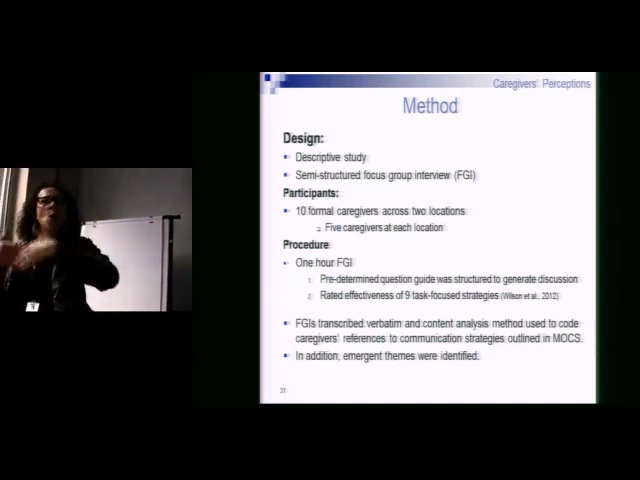 Caregivers' Perceptions
Method
Design:
Descriptive study
Semi-structured focus group interview (FGI)
Participants:
10 formal caregivers across two locations
Five caregivers at each location
Procedure
One hour FGI
1. Pre-determined question guide was structured to generate discussion
2. Rated effectiveness of 9 task-focused strategies (Wilson et al., 2012)
FGIs transcribed verbatim and content analysis method used to code
caregivers' references to communication strategies outlined in MOCS.
In addition, emergent themes were identified.
31